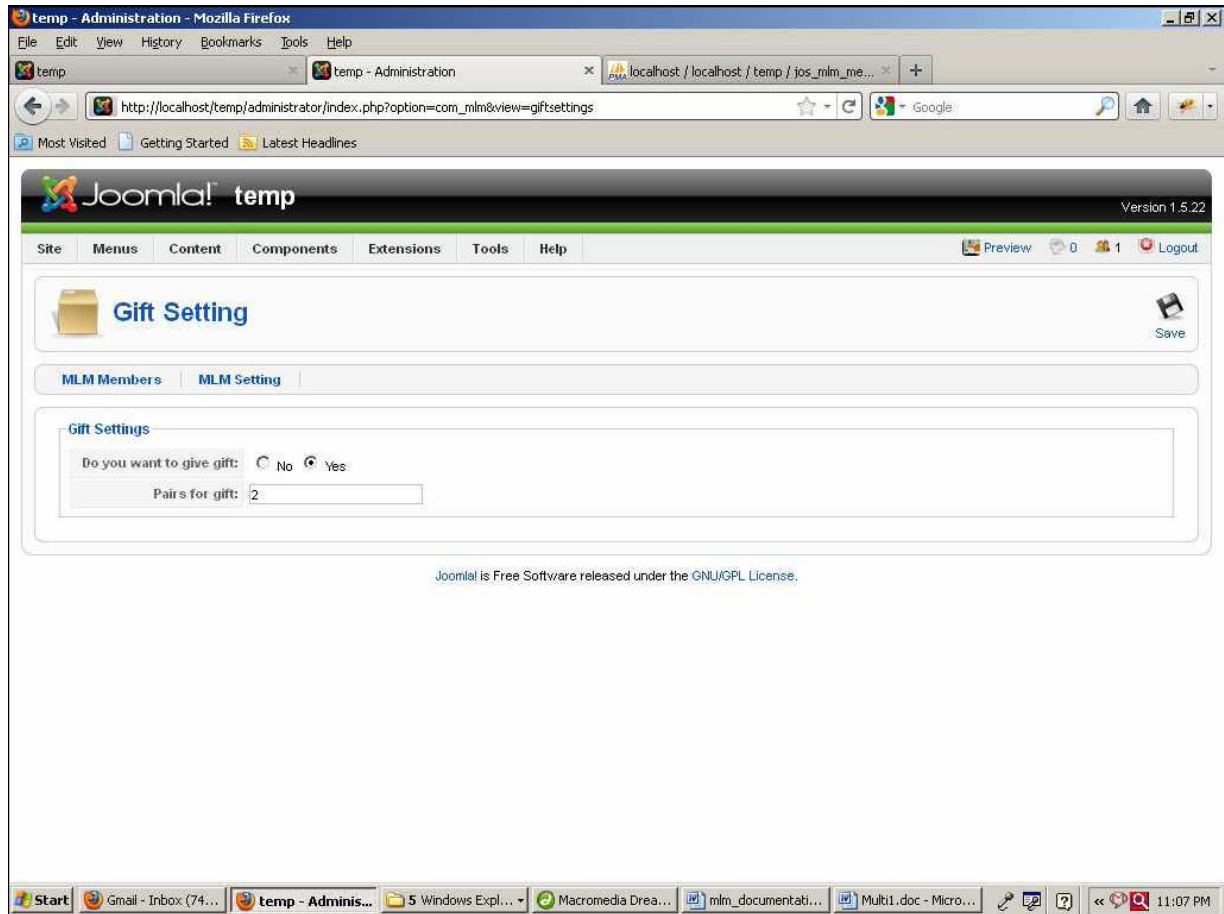 temp - Administration - Mozilla Firefox
File Edit View History Bookmarks Tools Help
temp temp - Administration PMA localhost / localhost / temp / jos_mlm_me...
http://localhost/temp/administrator/index.php?option=com_mlm&view=giftsettings Google
Most Visited Getting Started Latest Headlines
Joomla! temp
Version 1.5.22
Site Menus Content Components Extensions Tools Help Preview 0 1 Logout
Gift Setting
Save
MLM Members MLM Setting
Gift Settings
Do you want to give gift: No Yes
Pairs for gift: 2
Joomla! is Free Software released under the GNU/GPL License.
Start Gmail - Inbox (74... temp - Adminis... 5 Windows Expl... Macromedia Drea... mlm_documentati... Multi1.doc - Micro... 11:07 PM